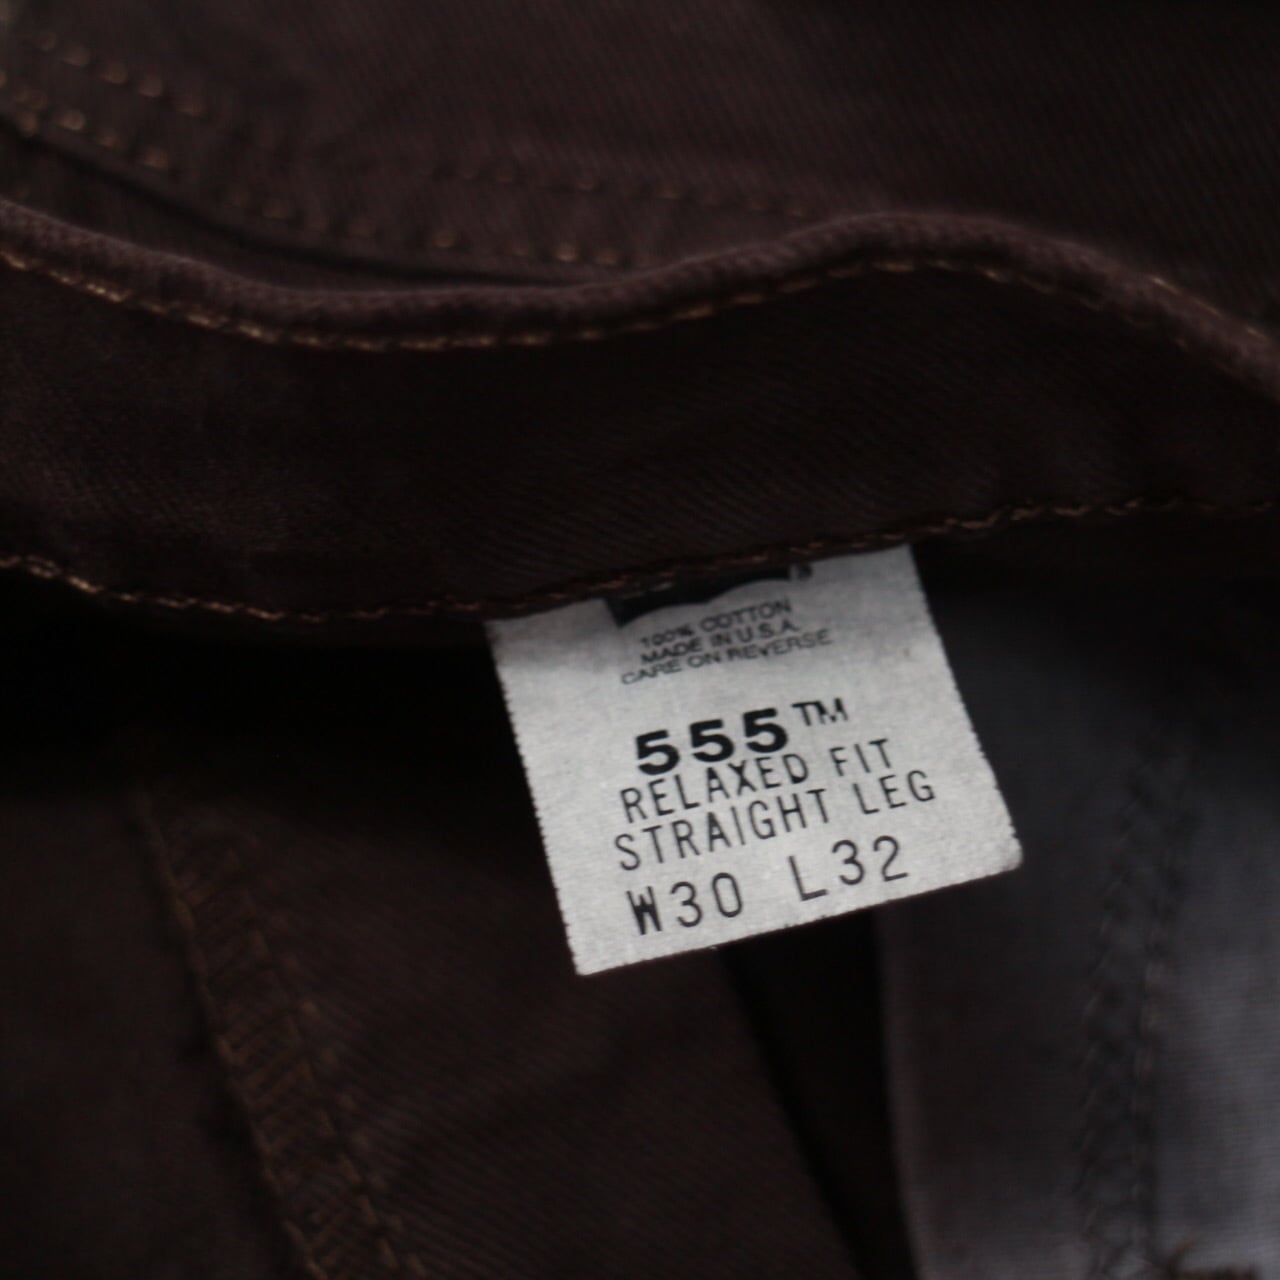 ®
100% COTTON
MADE IN U.S.A.
CARE ON REVERSE
555™
RELAXED FIT
STRAIGHT LEG
W30 L32